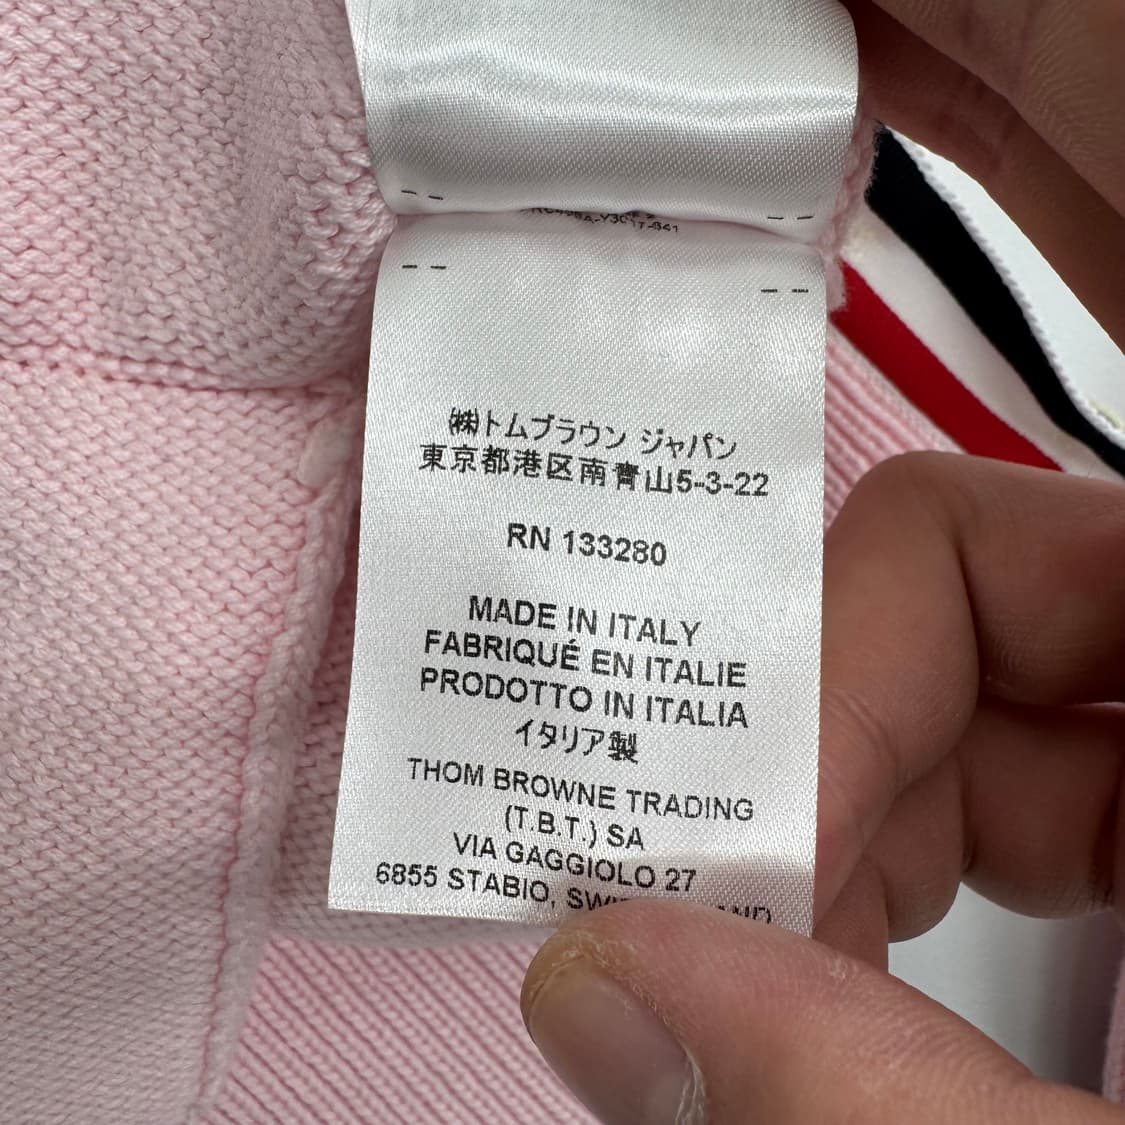 ㈱トムブラウン ジャパン
東京都港区南青山5-3-22
RN 133280
MADE IN ITALY
FABRIQUÉ EN ITALIE
PRODOTTO IN ITALIA
イタリア製
THOM BROWNE TRADING
(T.B.T.) SA
VIA GAGGIOLO 27
6855 STABIO,